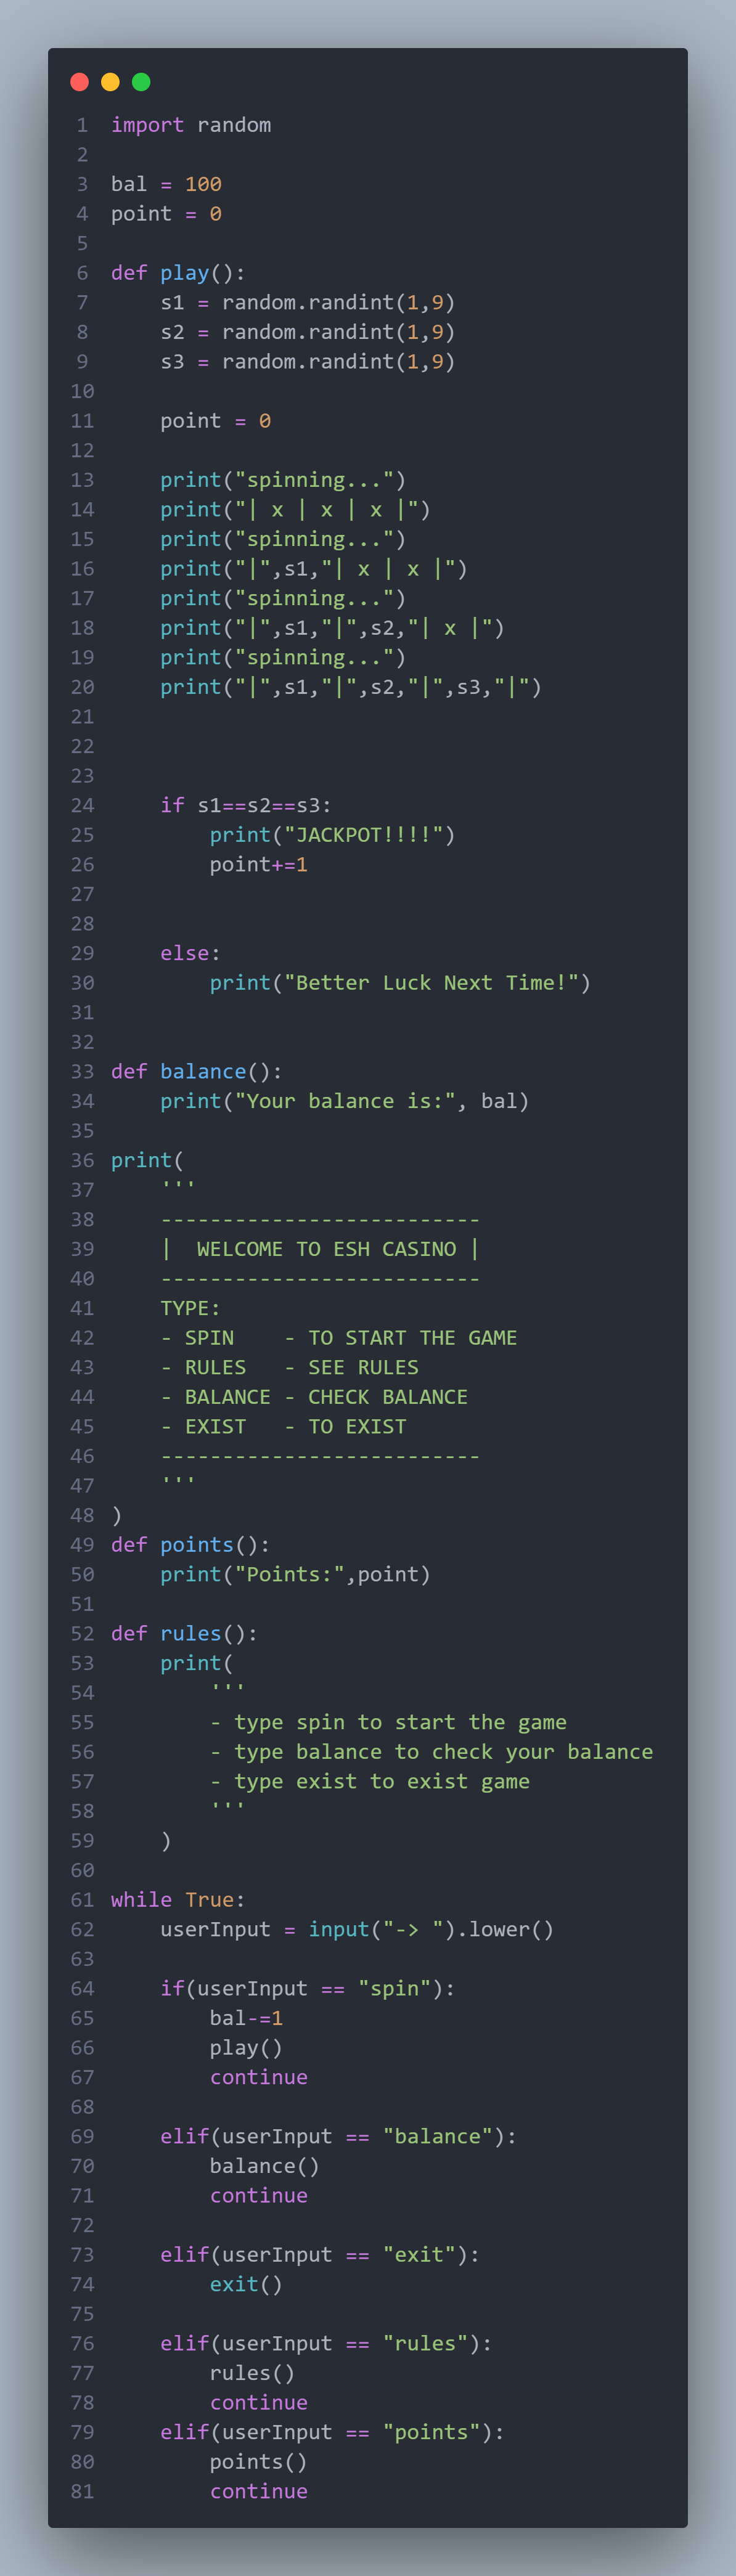 1 import random
2
3 bal = 100
4 point = 0
5
6 def play():
7     s1 = random.randint(1,9)
8     s2 = random.randint(1,9)
9     s3 = random.randint(1,9)
10
11     point = 0
12
13     print("spinning...")
14     print("| x | x | x |")
15     print("spinning...")
16     print("|",s1,"| x | x |")
17     print("spinning...")
18     print("|",s1,"|",s2,"| x |")
19     print("spinning...")
20     print("|",s1,"|",s2,"|",s3,"|")
21
22
23
24     if s1==s2==s3:
25         print("JACKPOT!!!!")
26         point+=1
27
28
29     else:
30         print("Better Luck Next Time!")
31
32
33 def balance():
34     print("Your balance is:", bal)
35
36 print(
37     '''
38     --------------------------
39     |  WELCOME TO ESH CASINO |
40     --------------------------
41     TYPE:
42     - SPIN    - TO START THE GAME
43     - RULES   - SEE RULES
44     - BALANCE - CHECK BALANCE
45     - EXIST   - TO EXIST
46     --------------------------
47     '''
48 )
49 def points():
50     print("Points:",point)
51
52 def rules():
53     print(
54         '''
55         - type spin to start the game
56         - type balance to check your balance
57         - type exist to exist game
58         '''
59     )
60
61 while True:
62     userInput = input("-> ").lower()
63
64     if(userInput == "spin"):
65         bal-=1
66         play()
67         continue
68
69     elif(userInput == "balance"):
70         balance()
71         continue
72
73     elif(userInput == "exit"):
74         exit()
75
76     elif(userInput == "rules"):
77         rules()
78         continue
79     elif(userInput == "points"):
80         points()
81         continue